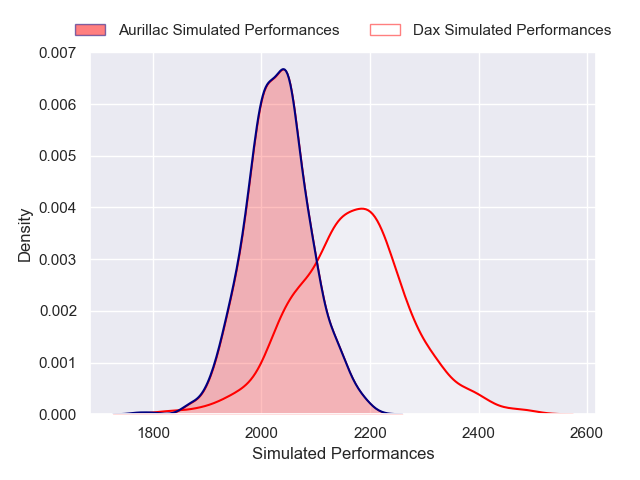 Aurillac Simulated Performances
Dax Simulated Performances
0.007
0.006
0.005
0.004
0.003
0.002
0.001
0.000
Density
1800 2000 2200 2400 2600
Simulated Performances